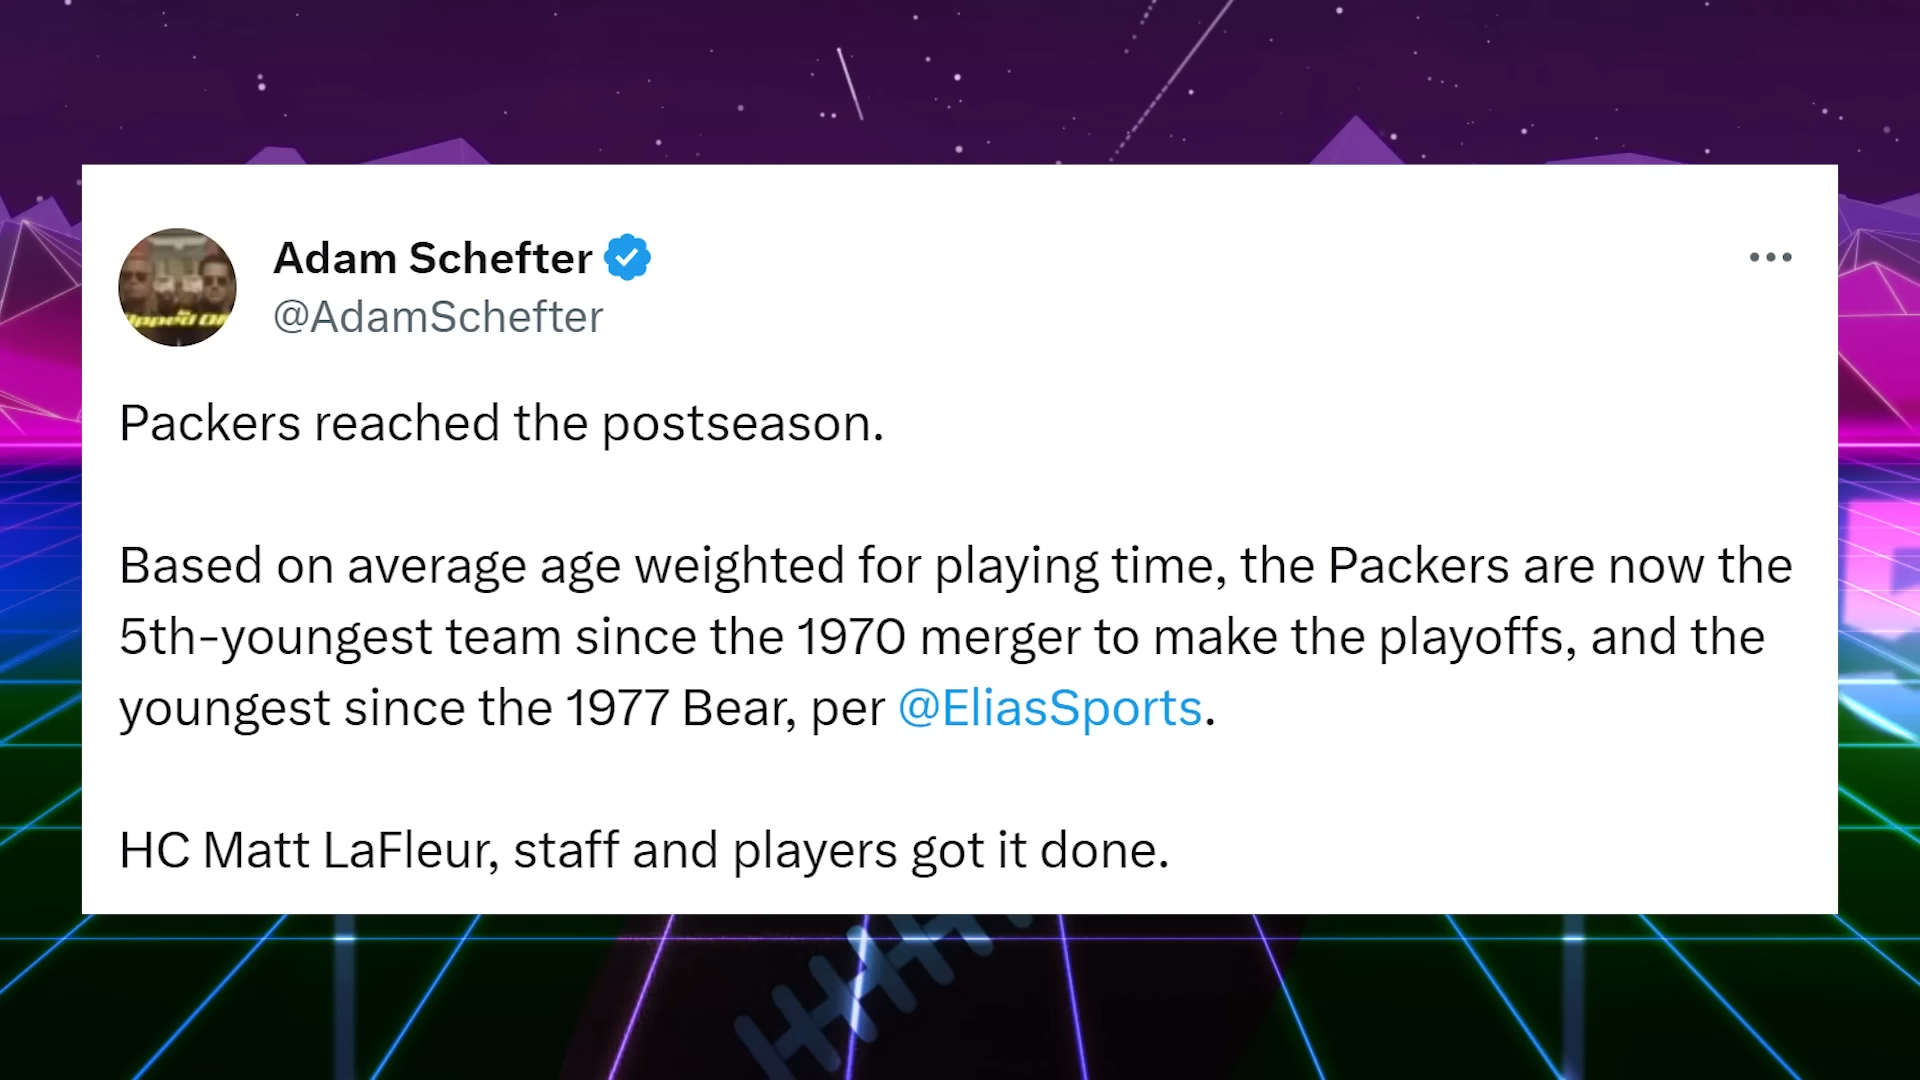 Adam Schefter
@AdamSchefter
Packers reached the postseason.
Based on average age weighted for playing time, the Packers are now the
5th-youngest team since the 1970 merger to make the playoffs, and the
youngest since the 1977 Bear, per @EliasSports.
HC Matt LaFleur, staff and players got it done.